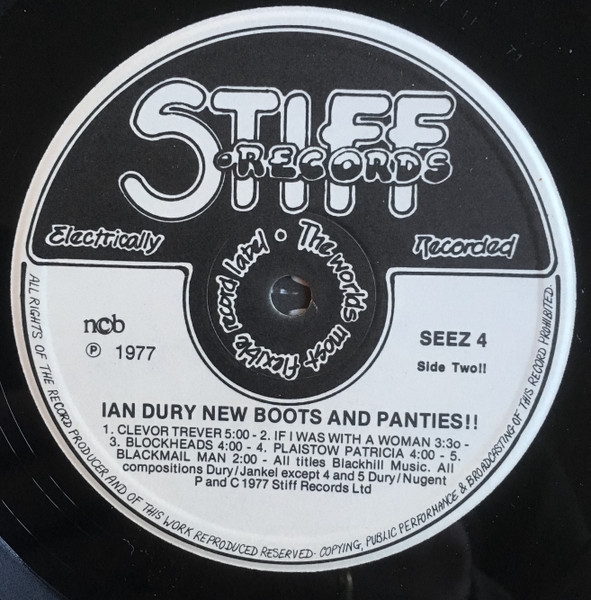 STIFF
RECORDS
Electrically
Recorded
The worlds most flexible record label
ncb
Ⓟ 1977
SEEZ 4
Side Two!!
IAN DURY NEW BOOTS AND PANTIES!!
1. CLEVOR TREVER 5:00 - 2. IF I WAS WITH A WOMAN 3:3o -
3. BLOCKHEADS 4:00 - 4. PLAISTOW PATRICIA 4:00 - 5.
BLACKMAIL MAN 2:00 - All titles Blackhill Music. All
compositions Dury/Jankel except 4 and 5 Dury/Nugent
P and C 1977 Stiff Records Ltd
ALL RIGHTS OF THE RECORD PRODUCER AND OF THIS WORK REPRODUCED RESERVED· COPYING, PUBLIC PERFORMANCE & BROADCASTING OF THIS RECORD PROHIBITED.